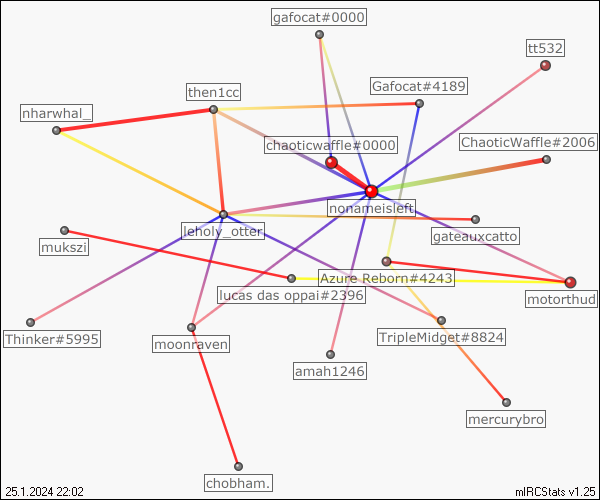 gafocat#0000
tt532
then1cc
Gafocat#4189
nharwhal_
chaoticwaffle#0000
ChaoticWaffle#2006
nonameisleft
leholy_otter
gateauxcatto
mukszi
Azure Reborn#4243
lucas das oppai#2396
motorthud
Thinker#5995
moonraven
TripleMidget#8824
amah1246
mercurybro
chobham.
25.1.2024 22:02
mIRCStats v1.25